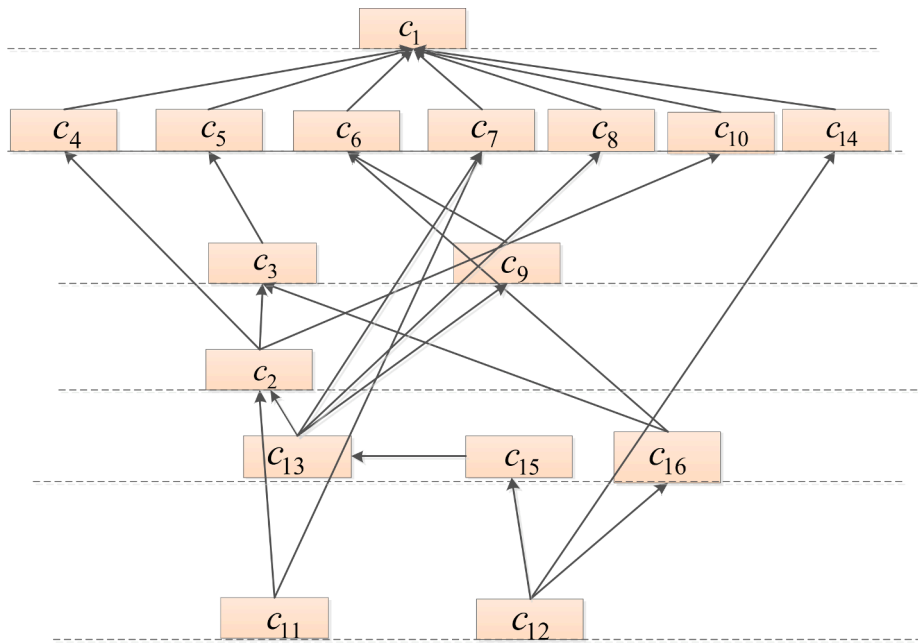 c₁
c₄ c₅ c₆ c₇ c₈ c₁₀ c₁₄
c₃ c₉
c₂
c₁₃ c₁₅ c₁₆
c₁₁ c₁₂